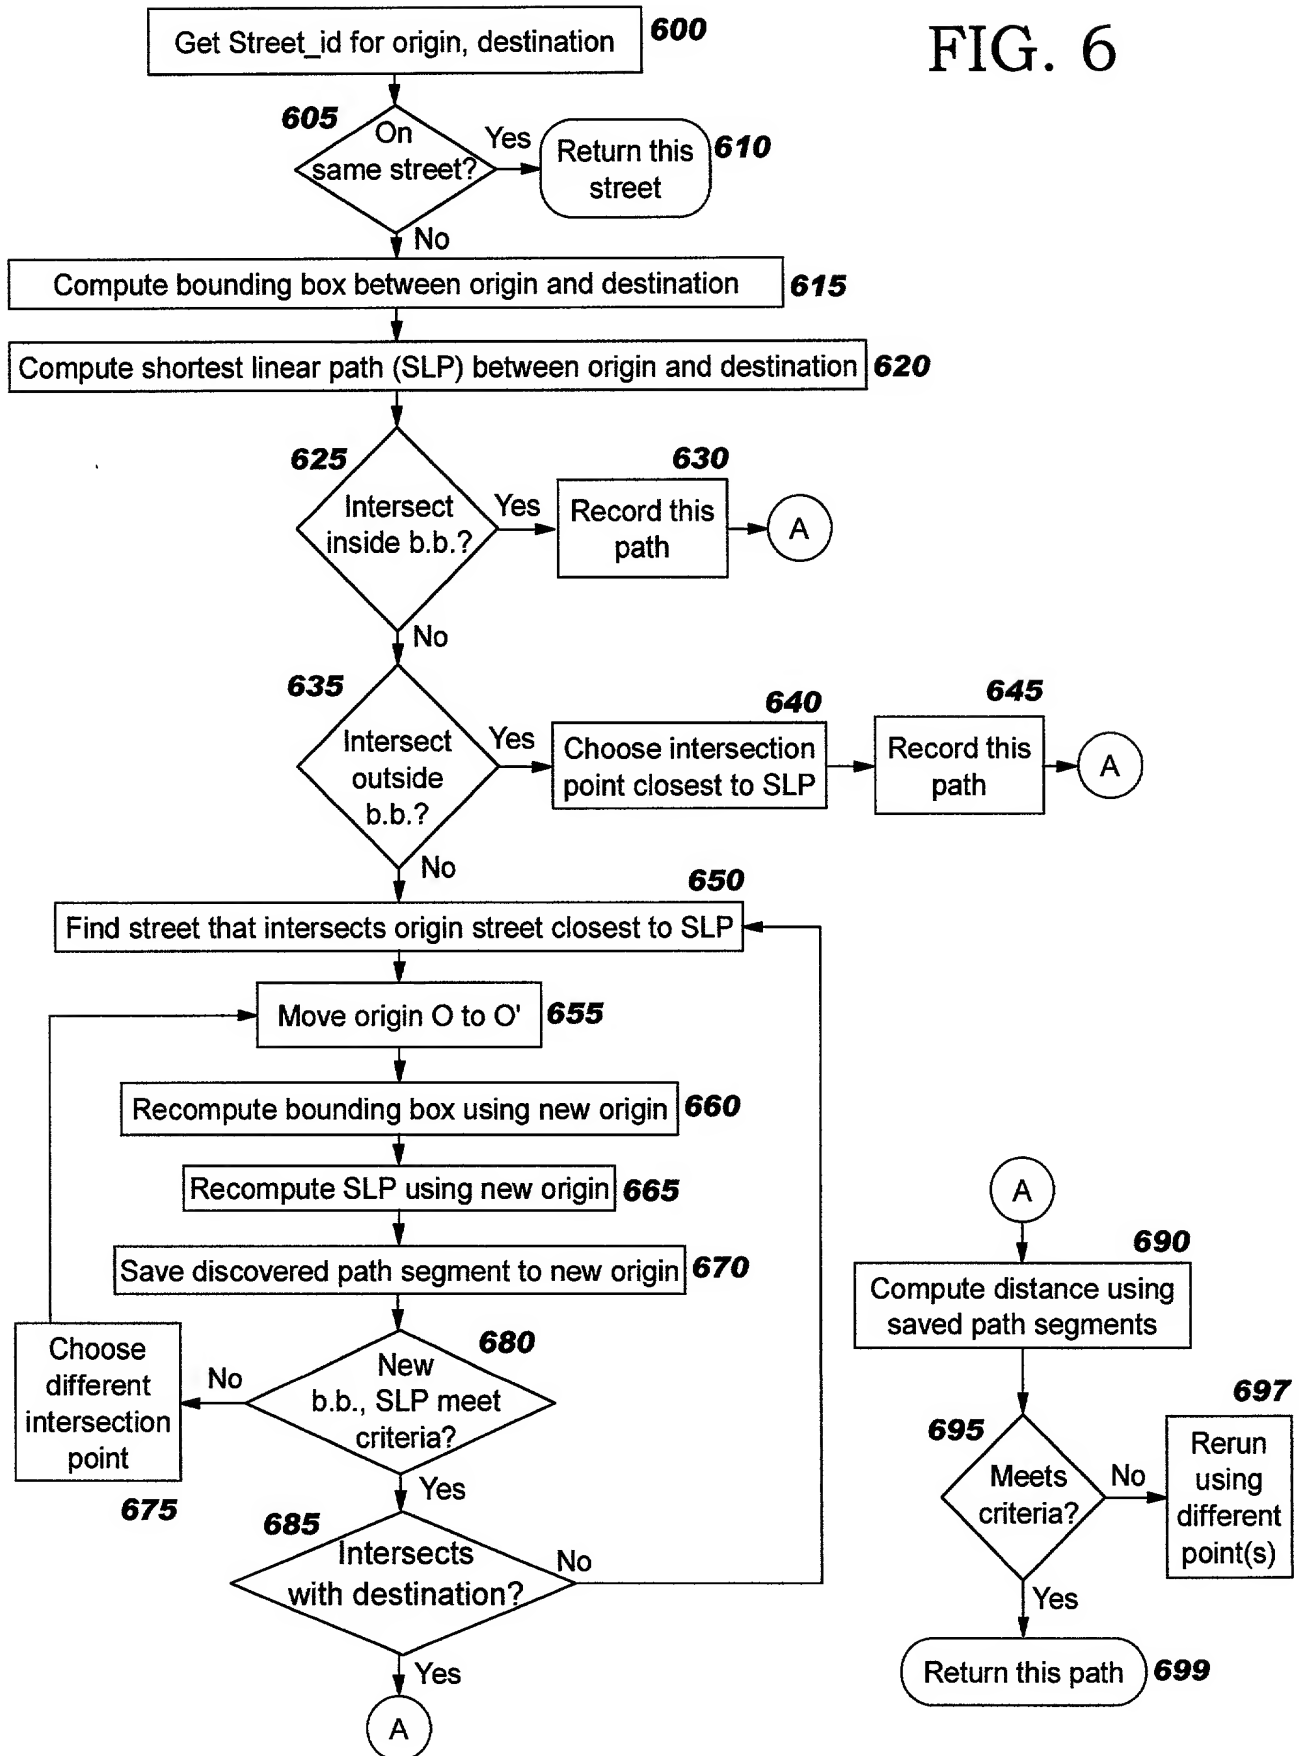 FIG. 6
Get Street_id for origin, destination
600
605
On
same street?
Yes
Return this
street
610
No
Compute bounding box between origin and destination
615
Compute shortest linear path (SLP) between origin and destination
620
625
Intersect
inside b.b.?
Yes
630
Record this
path
A
No
635
Intersect
outside
b.b.?
Yes
640
Choose intersection
point closest to SLP
645
Record this
path
A
No
650
Find street that intersects origin street closest to SLP
Move origin O to O'
655
Recompute bounding box using new origin
660
Recompute SLP using new origin
665
Save discovered path segment to new origin
670
680
New
b.b., SLP meet
criteria?
No
Choose
different
intersection
point
675
Yes
685
Intersects
with destination?
No
Yes
A
A
690
Compute distance using
saved path segments
695
Meets
criteria?
No
697
Rerun
using
different
point(s)
Yes
Return this path
699